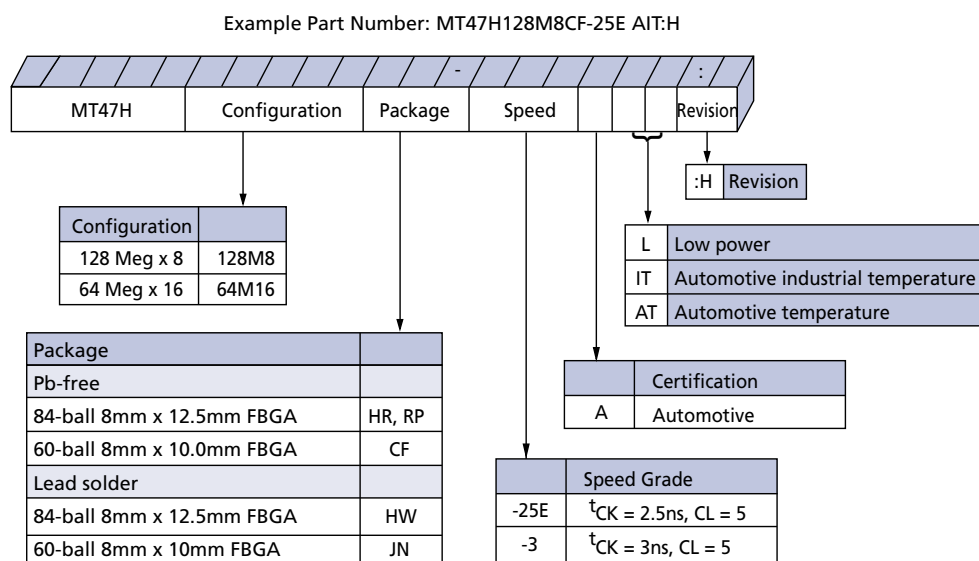 Example Part Number: MT47H128M8CF-25E AIT:H
- :
MT47H Configuration Package Speed Revision
:H Revision
Configuration
128 Meg x 8 128M8
64 Meg x 16 64M16
L Low power
IT Automotive industrial temperature
AT Automotive temperature
Package
Pb-free
84-ball 8mm x 12.5mm FBGA HR, RP
60-ball 8mm x 10.0mm FBGA CF
Lead solder
84-ball 8mm x 12.5mm FBGA HW
60-ball 8mm x 10mm FBGA JN
Certification
A Automotive
Speed Grade
-25E tCK = 2.5ns, CL = 5
-3 tCK = 3ns, CL = 5